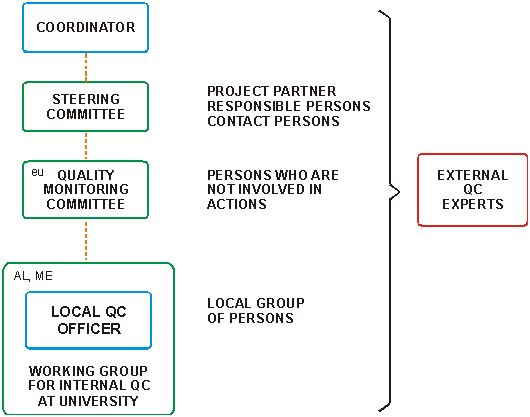 COORDINATOR
STEERING
COMMITTEE
PROJECT PARTNER
RESPONSIBLE PERSONS
CONTACT PERSONS
eu QUALITY
MONITORING
COMMITTEE
PERSONS WHO ARE
NOT INVOLVED IN
ACTIONS
EXTERNAL
QC
EXPERTS
AL, ME
LOCAL QC
OFFICER
LOCAL GROUP
OF PERSONS
WORKING GROUP
FOR INTERNAL QC
AT UNIVERSITY